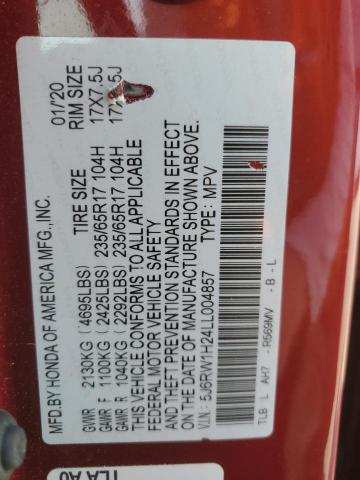 MFD.BY HONDA OF AMERICA MFG.,INC. 01/20
TIRE SIZE RIM SIZE
GVWR 2130KG (4695LBS)
GAWR F 1100KG (2425LBS) 235/65R17 104H 17X7.5J
GAWR R 1040KG (2292LBS) 235/65R17 104H 17X7.5J
THIS VEHICLE CONFORMS TO ALL APPLICABLE
FEDERAL MOTOR VEHICLE SAFETY
AND THEFT PREVENTION STANDARDS IN EFFECT
ON THE DATE OF MANUFACTURE SHOWN ABOVE.
VIN: 5J6RW1H24LL004857 TYPE: MPV
TLB L AH7 -R569MV -B-L